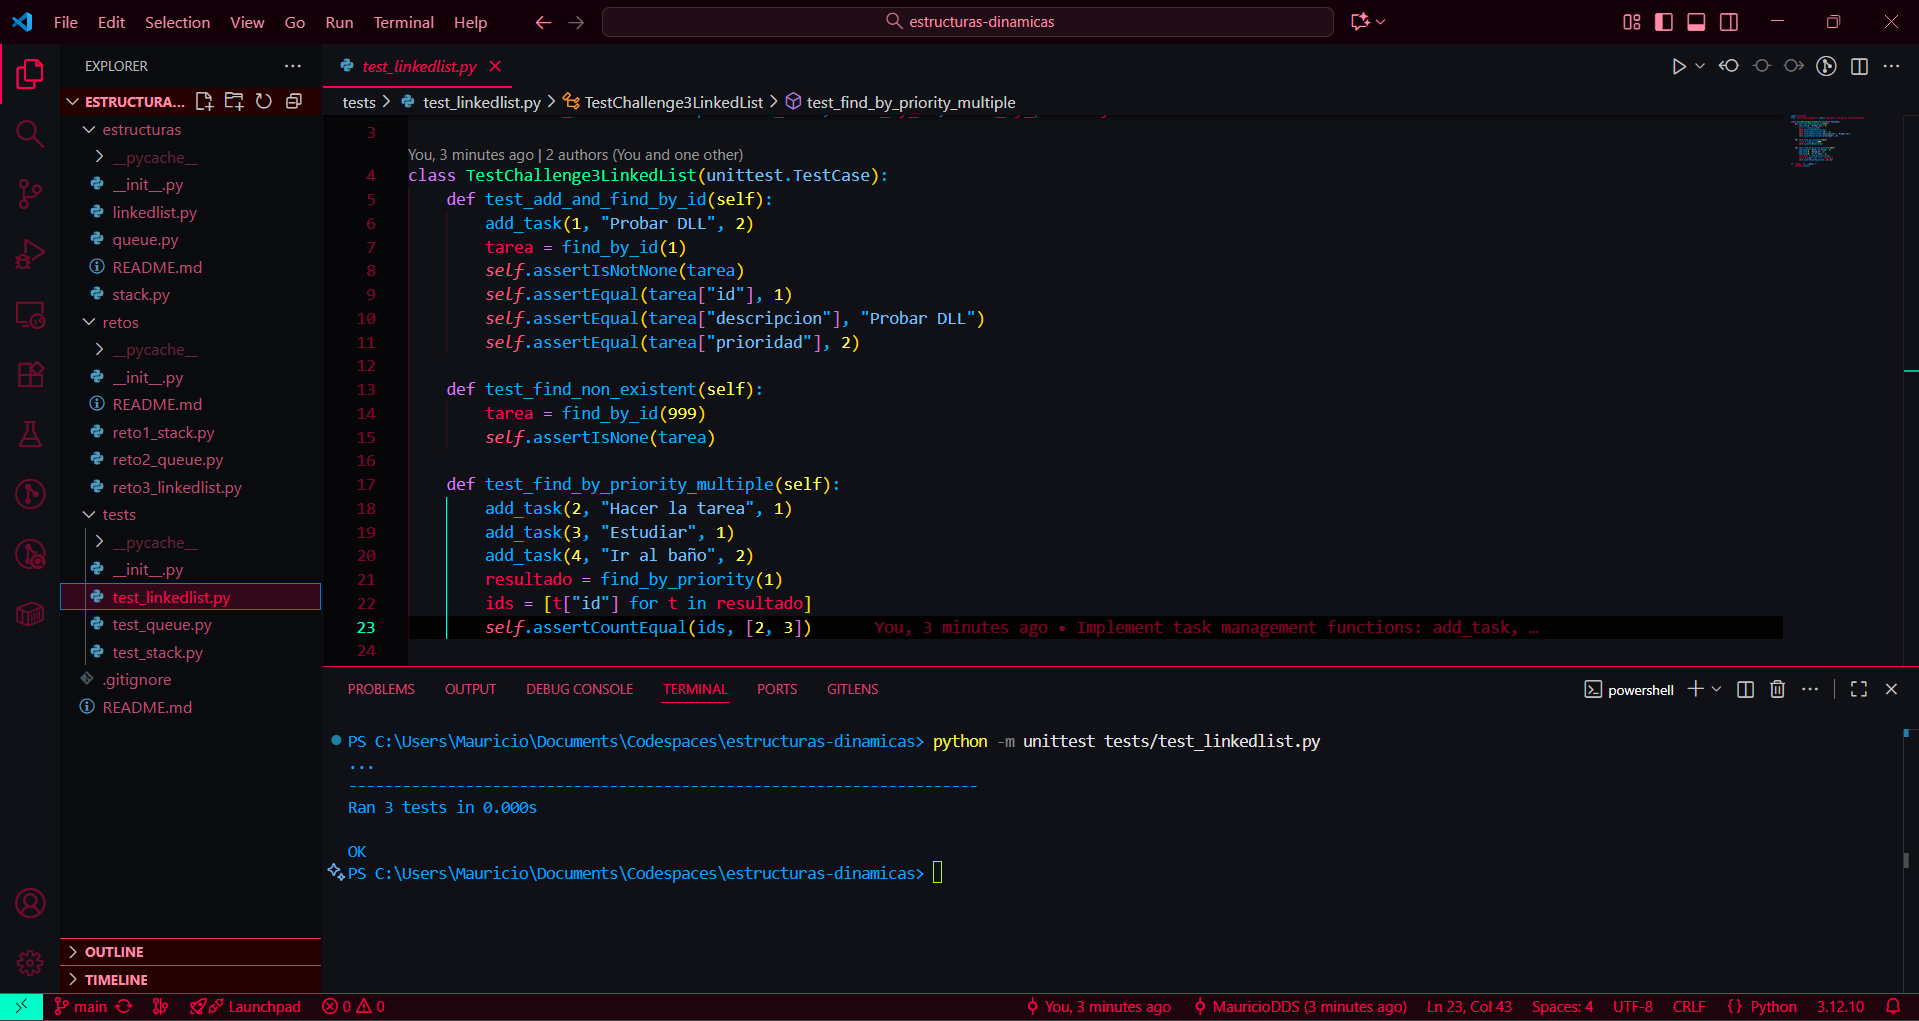 File Edit Selection View Go Run Terminal Help
estructuras-dinamicas
EXPLORER
ESTRUCTURA...
estructuras
__pycache__
__init__.py
linkedlist.py
queue.py
README.md
stack.py
retos
__pycache__
__init__.py
README.md
reto1_stack.py
reto2_queue.py
reto3_linkedlist.py
tests
__pycache__
__init__.py
test_linkedlist.py
test_queue.py
test_stack.py
.gitignore
README.md
OUTLINE
TIMELINE
test_linkedlist.py
tests > test_linkedlist.py > TestChallenge3LinkedList > test_find_by_priority_multiple
3
You, 3 minutes ago | 2 authors (You and one other)
4 class TestChallenge3LinkedList(unittest.TestCase):
5 def test_add_and_find_by_id(self):
6 add_task(1, "Probar DLL", 2)
7 tarea = find_by_id(1)
8 self.assertIsNotNone(tarea)
9 self.assertEqual(tarea["id"], 1)
10 self.assertEqual(tarea["descripcion"], "Probar DLL")
11 self.assertEqual(tarea["prioridad"], 2)
12
13 def test_find_non_existent(self):
14 tarea = find_by_id(999)
15 self.assertIsNone(tarea)
16
17 def test_find_by_priority_multiple(self):
18 add_task(2, "Hacer la tarea", 1)
19 add_task(3, "Estudiar", 1)
20 add_task(4, "Ir al baño", 2)
21 resultado = find_by_priority(1)
22 ids = [t["id"] for t in resultado]
23 self.assertCountEqual(ids, [2, 3]) You, 3 minutes ago • Implement task management functions: add_task, …
24
PROBLEMS OUTPUT DEBUG CONSOLE TERMINAL PORTS GITLENS
powershell
PS C:\Users\Mauricio\Documents\Codespaces\estructuras-dinamicas> python -m unittest tests/test_linkedlist.py
...
----------------------------------------------------------------------
Ran 3 tests in 0.000s
OK
PS C:\Users\Mauricio\Documents\Codespaces\estructuras-dinamicas>
main Launchpad 0 0 You, 3 minutes ago MauricioDDS (3 minutes ago) Ln 23, Col 43 Spaces: 4 UTF-8 CRLF {} Python 3.12.10